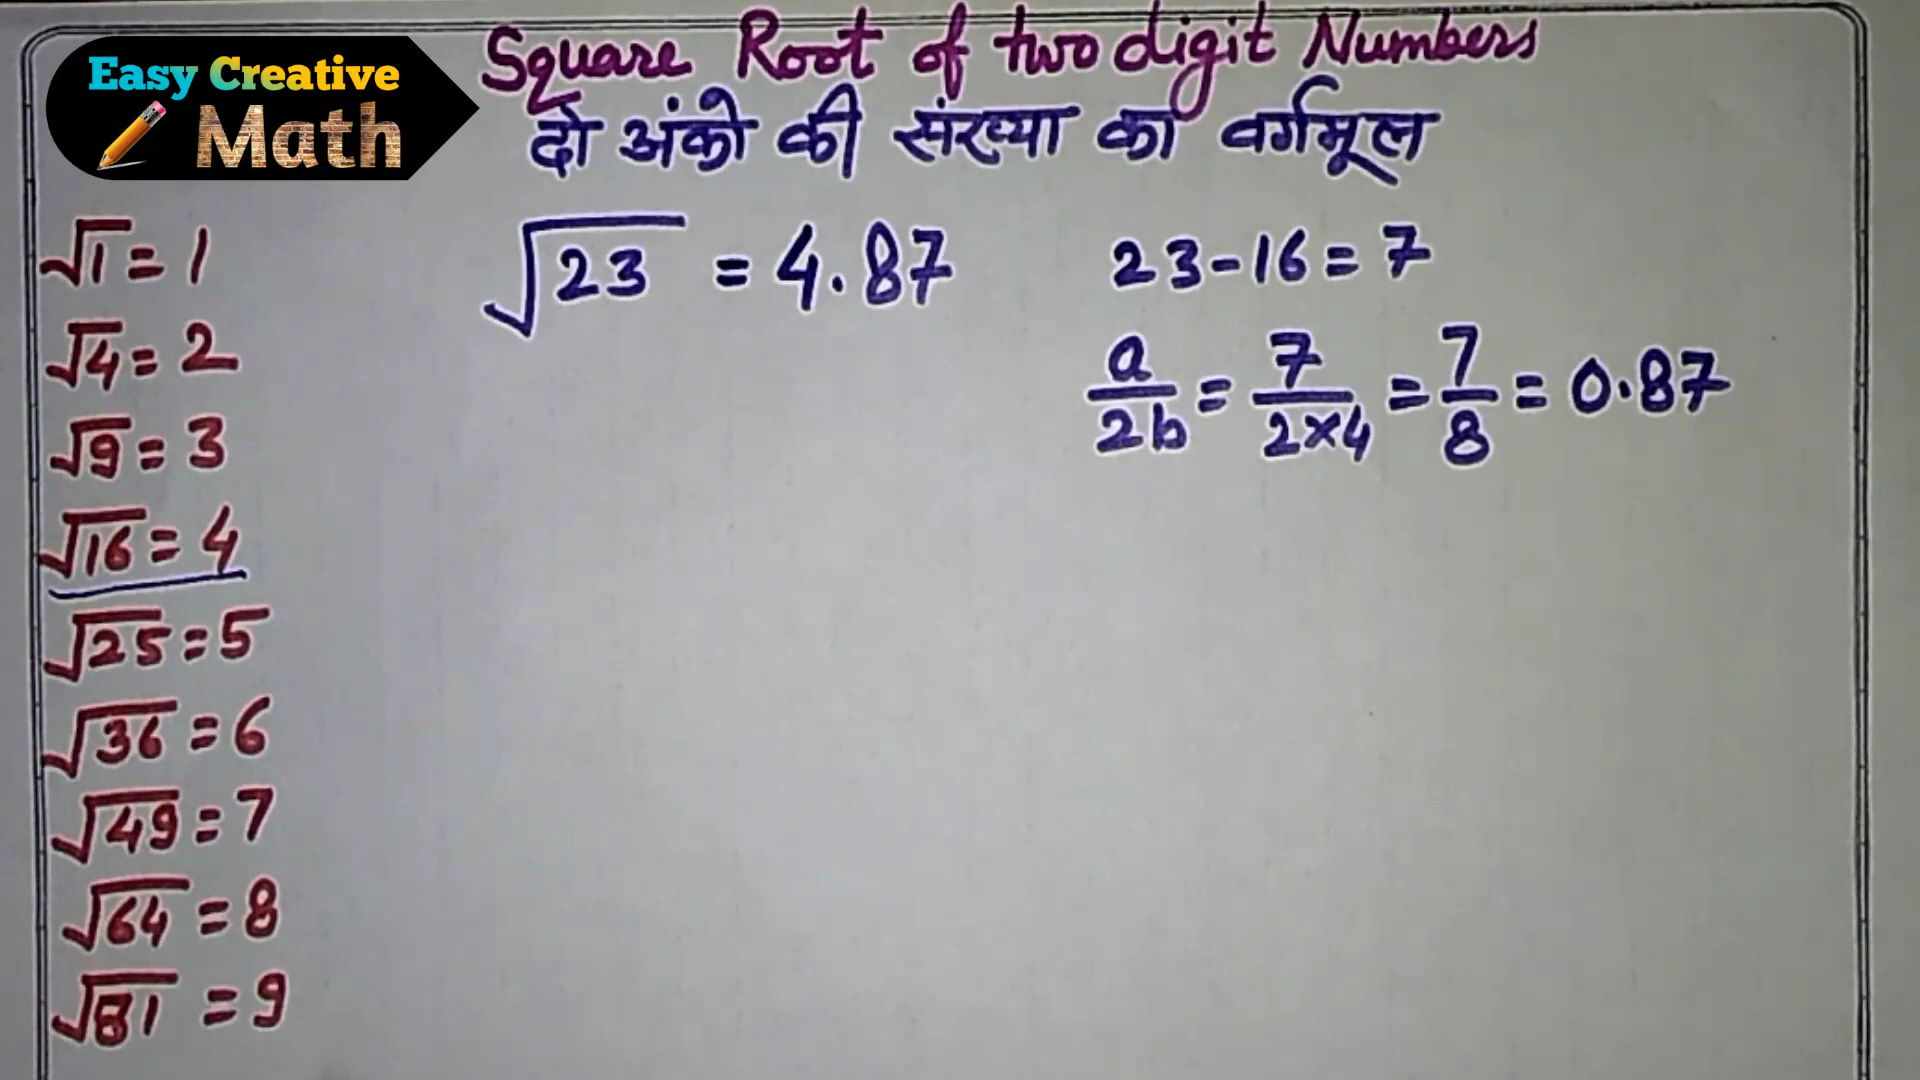 Easy Creative
Math
Square Root of two digit Numbers
दो अंको की संख्या का वर्गमूल
√1 = 1
√4 = 2
√9 = 3
√16 = 4
√25 = 5
√36 = 6
√49 = 7
√64 = 8
√81 = 9
√23 = 4.87
23-16 = 7
a/2b = 7/2×4 = 7/8 = 0.87